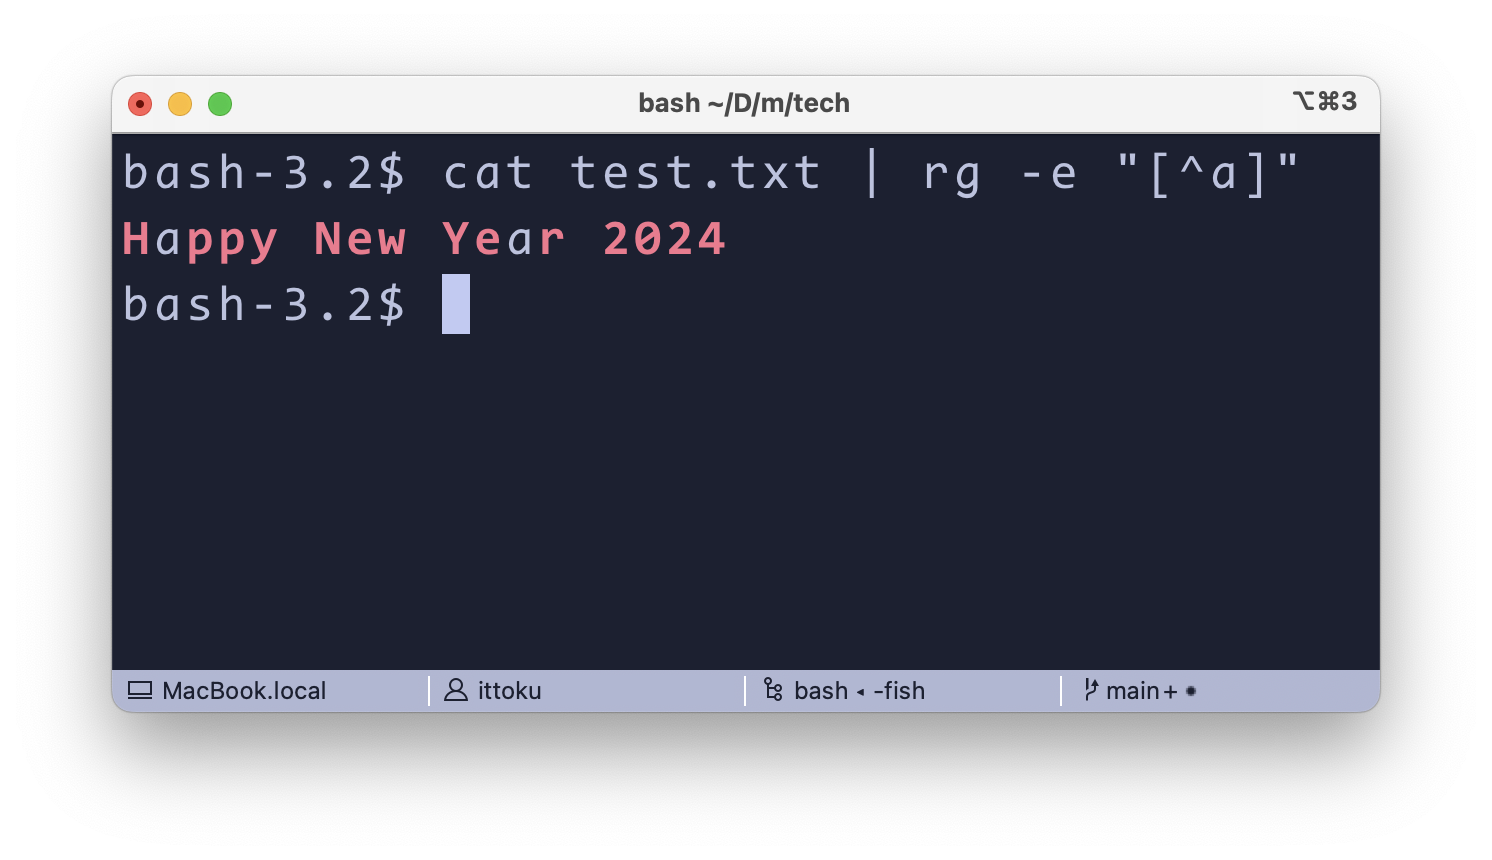 bash ~/D/m/tech
⌥⌘3
bash-3.2$ cat test.txt | rg -e "[^a]"
Happy New Year 2024
bash-3.2$
MacBook.local
ittoku
bash ◂ -fish
main+ ●